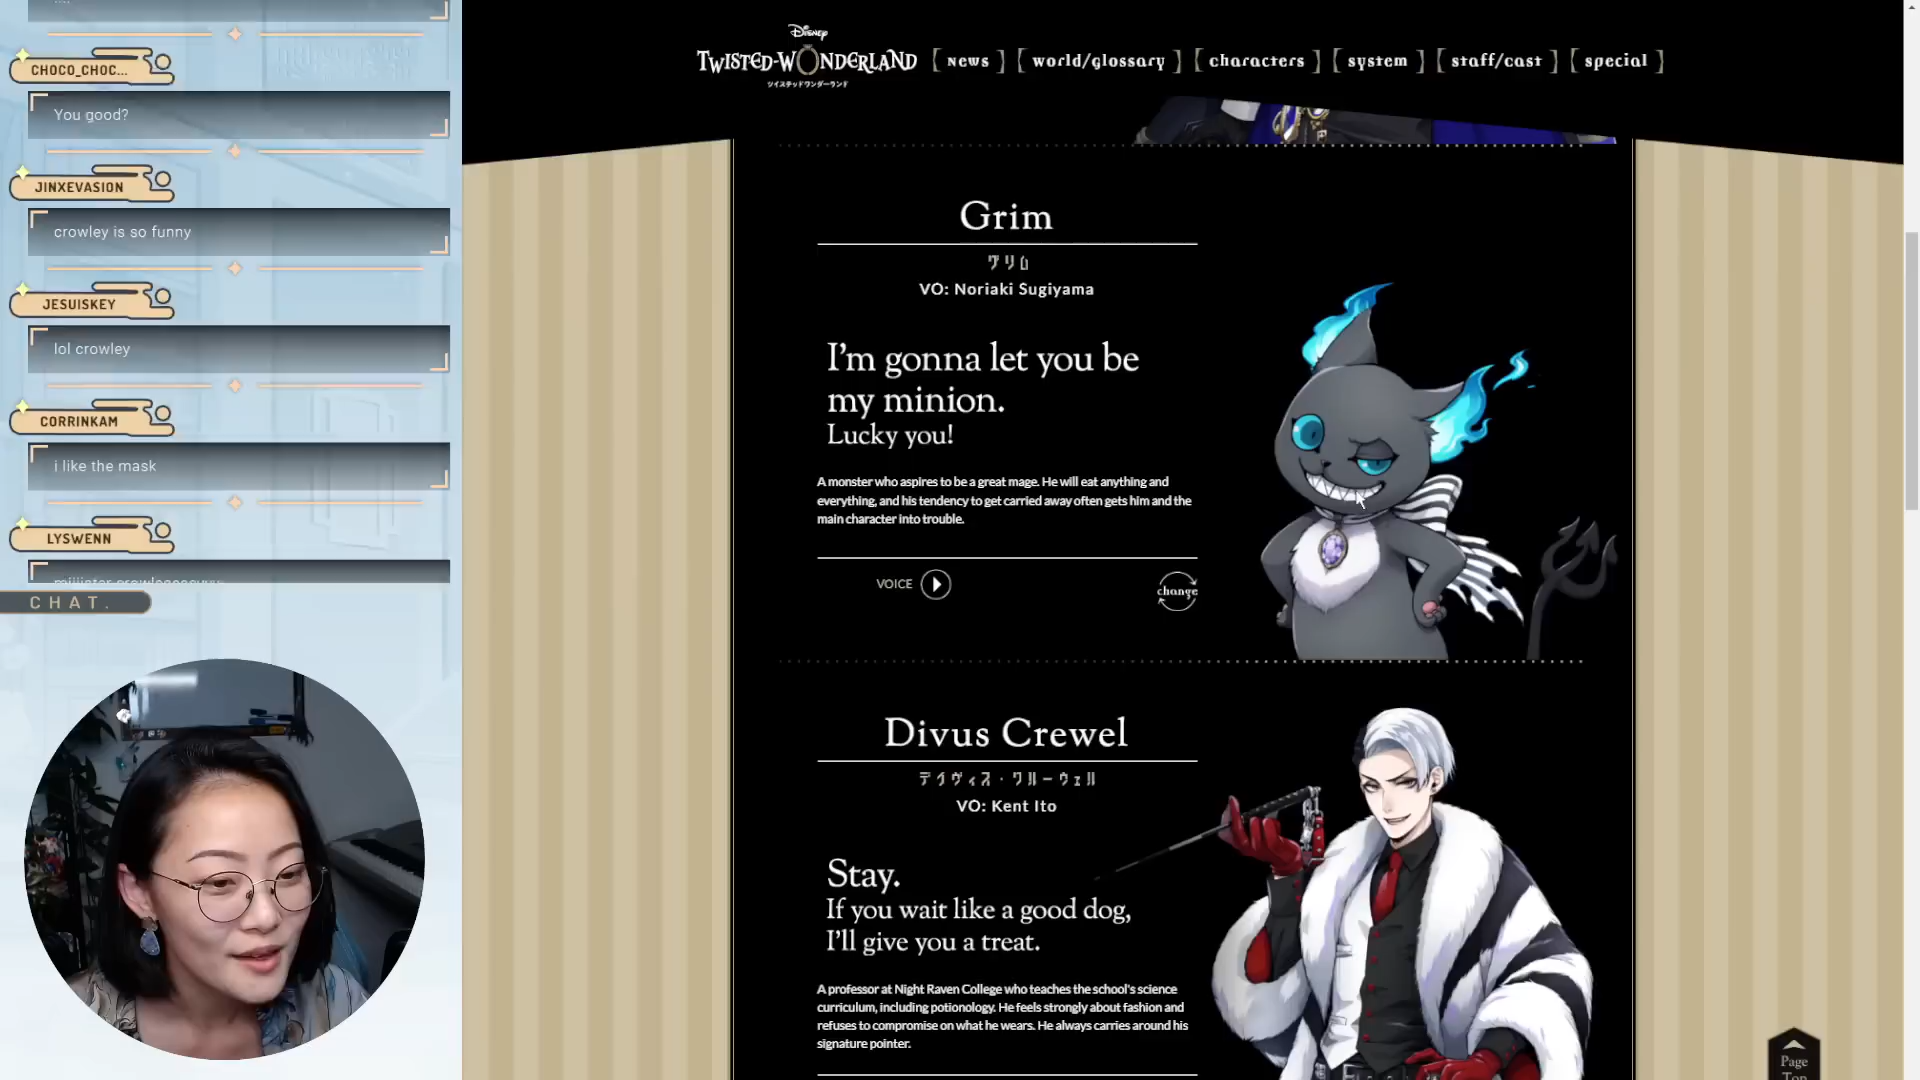 CHOCO_CHOC...
You good?
JINXEVASION
crowley is so funny
JESUISKEY
lol crowley
CORRINKAM
i like the mask
LYSWENN
CHAT.
Disney
TWISTED-WONDERLAND
ツイステッドワンダーランド
[ news ] [ world/glossary ] [ characters ] [ system ] [ staff/cast ] [ special ]
Grim
グリム
VO: Noriaki Sugiyama
I'm gonna let you be
my minion.
Lucky you!
A monster who aspires to be a great mage. He will eat anything and
everything, and his tendency to get carried away often gets him and the
main character into trouble.
VOICE
change
Divus Crewel
デイヴィス・クルーウェル
VO: Kent Ito
Stay.
If you wait like a good dog,
I'll give you a treat.
A professor at Night Raven College who teaches the school's science
curriculum, including potionology. He feels strongly about fashion and
refuses to compromise on what he wears. He always carries around his
signature pointer.
Page
Top